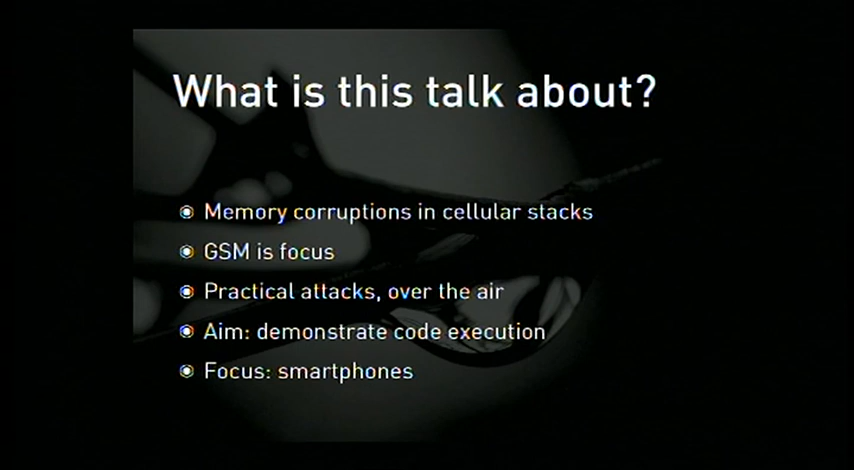 What is this talk about?
Memory corruptions in cellular stacks
GSM is focus
Practical attacks, over the air
Aim: demonstrate code execution
Focus: smartphones